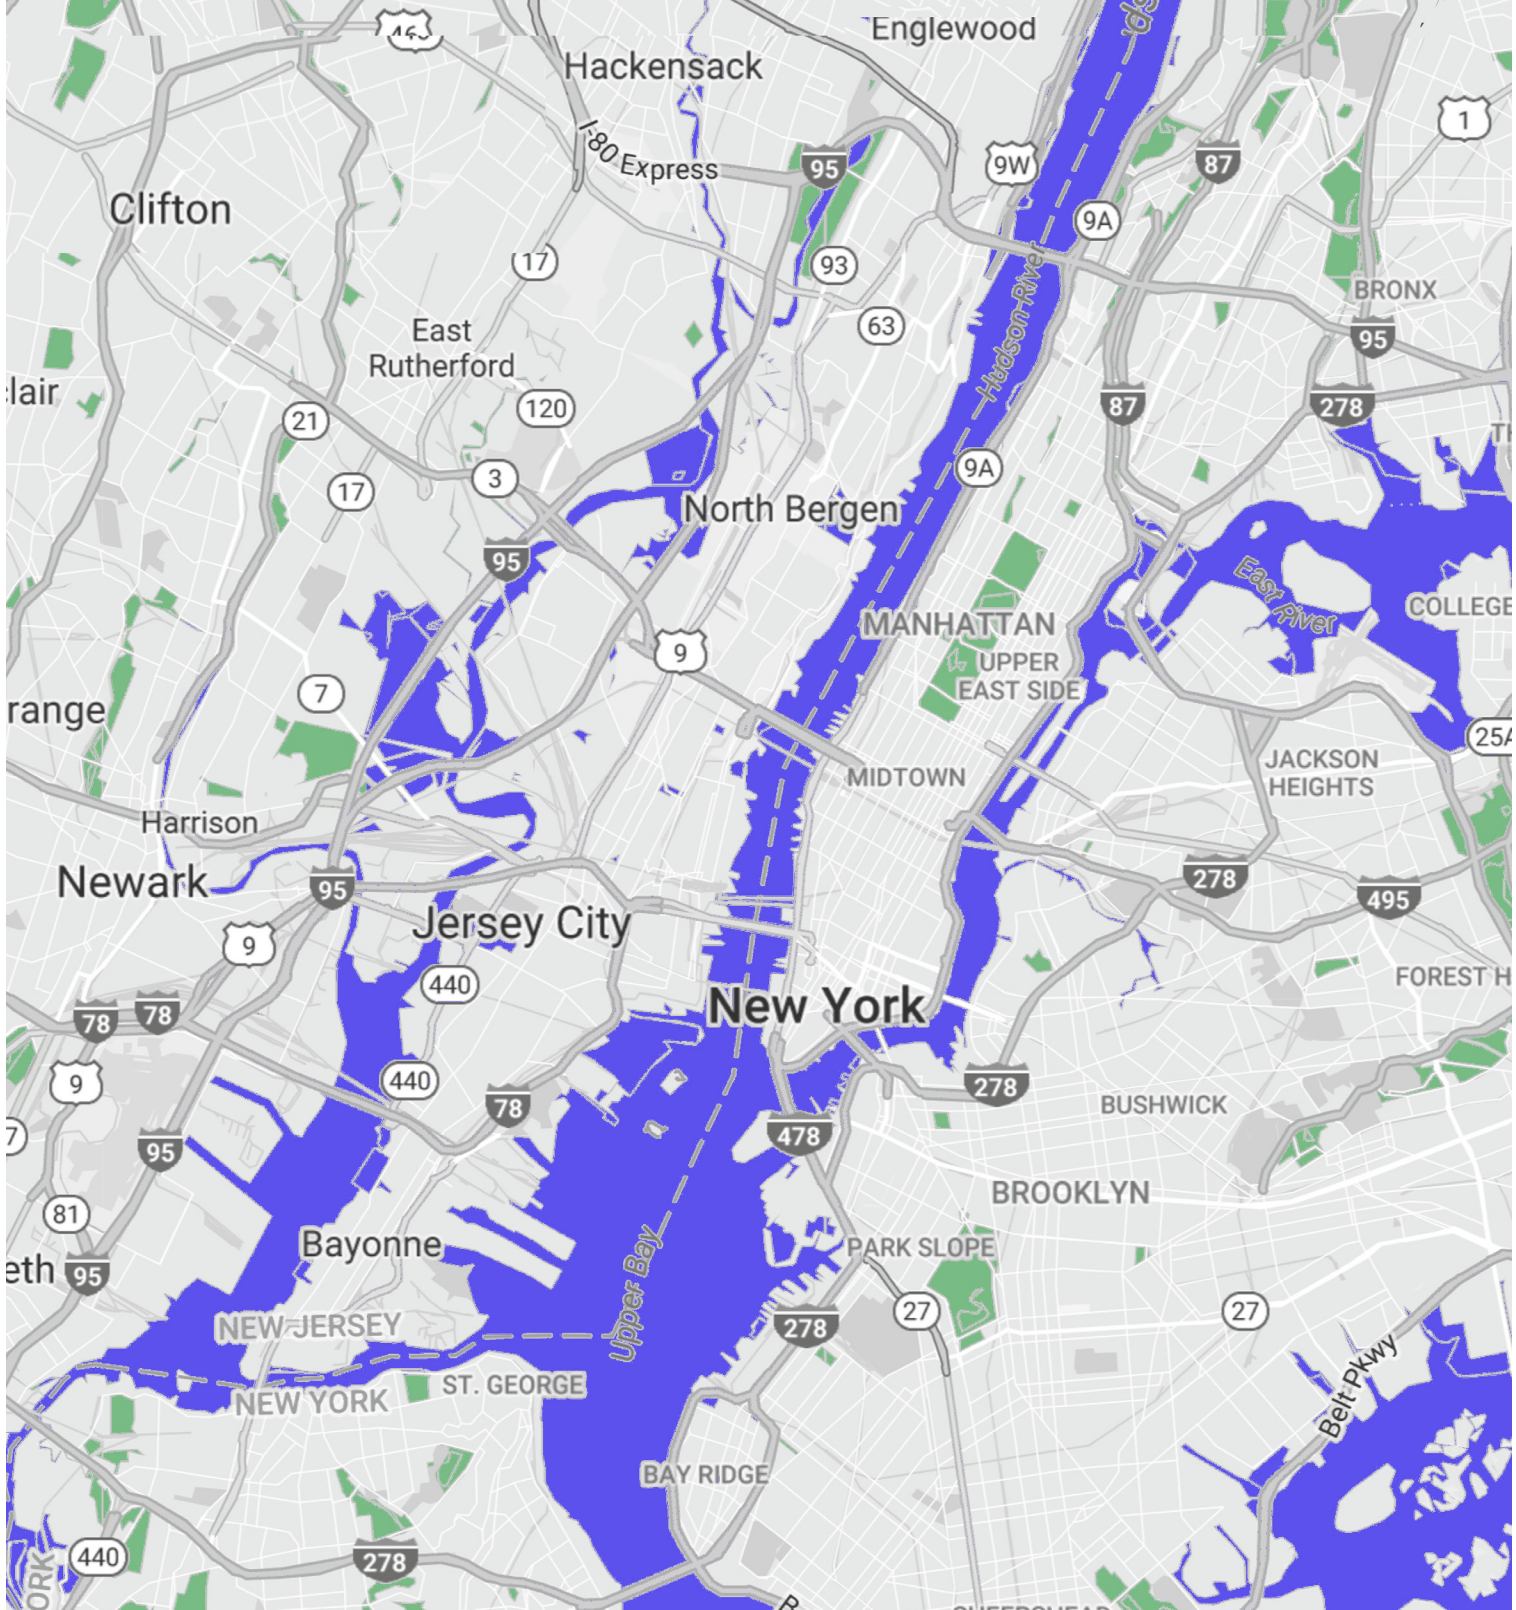 46
Englewood
Hackensack
1
I-80 Express
95
9W
87
Clifton
9A
17
93
Hudson River
BRONX
63
East
Rutherford
95
clair
120
87
278
21
9A
3
17
North Bergen
95
East River
COLLEGE
MANHATTAN
9
UPPER
EAST SIDE
7
range
25A
JACKSON
HEIGHTS
MIDTOWN
Harrison
Newark
95
278
495
Jersey City
9
440
FOREST H
New York
78
78
9
440
278
78
BUSHWICK
478
7
95
BROOKLYN
81
Bayonne
PARK SLOPE
eth
95
Upper Bay
NEW JERSEY
278
27
27
ST. GEORGE
NEW YORK
Belt Pkwy
BAY RIDGE
440
278
ORK